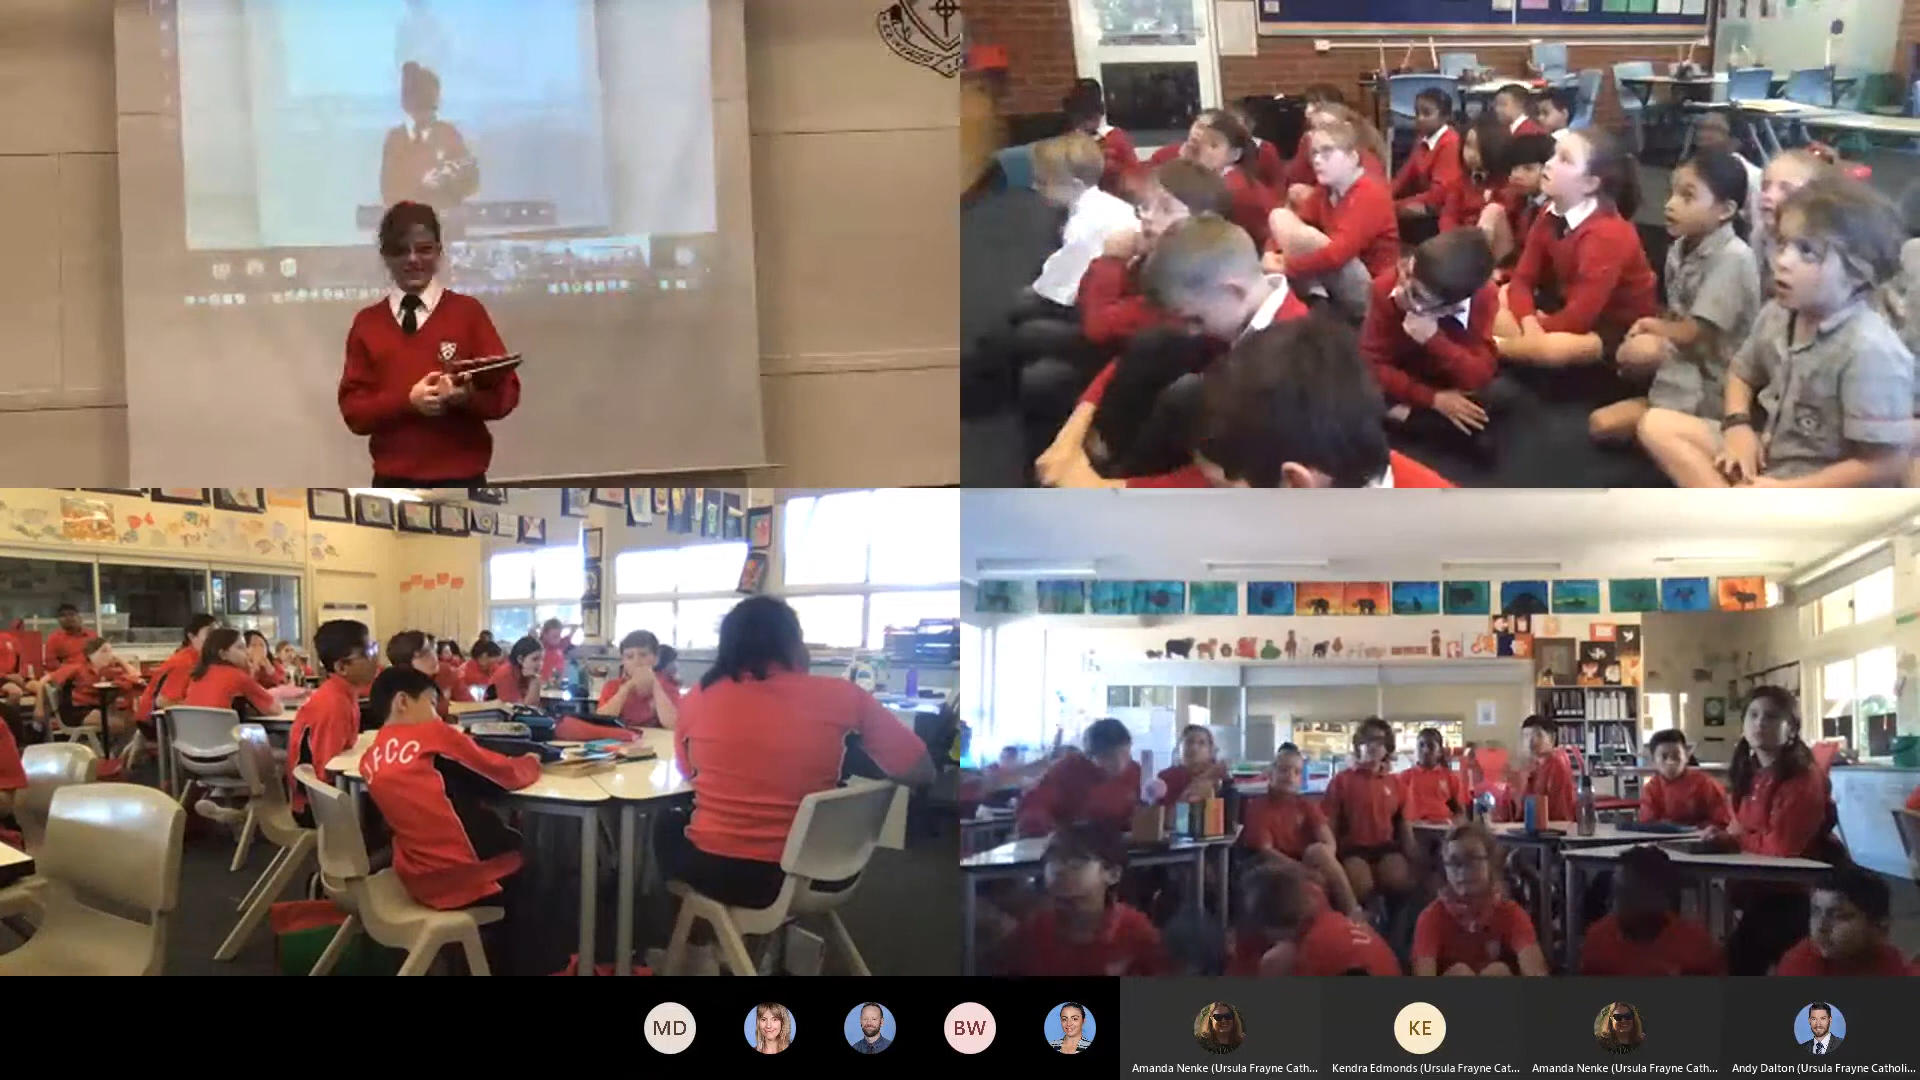 UFCC
MD
BW
KE
Amanda Nenke (Ursula Frayne Cath...
Kendra Edmonds (Ursula Frayne Cat...
Amanda Nenke (Ursula Frayne Cath...
Andy Dalton (Ursula Frayne Catholi...